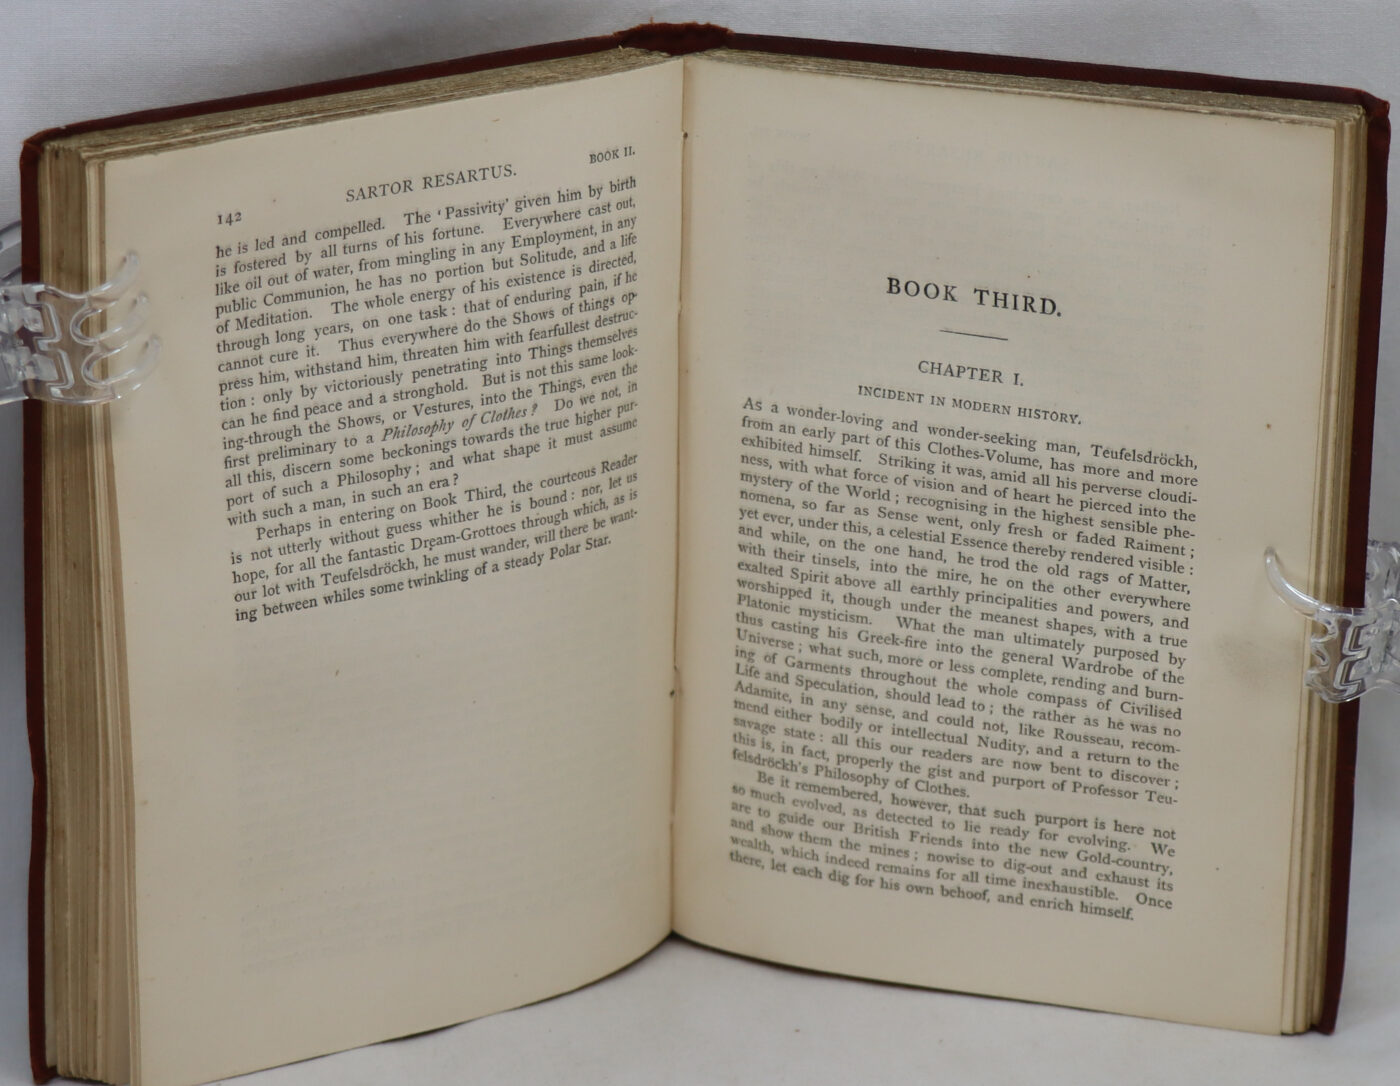 142
SARTOR RESARTUS.
BOOK II.
he is led and compelled. The ‘Passivity’ given him by birth
is fostered by all turns of his fortune. Everywhere cast out,
like oil out of water, from mingling in any Employment, in any
public Communion, he has no portion but Solitude, and a life
of Meditation. The whole energy of his existence is directed,
through long years, on one task: that of enduring pain, if he
cannot cure it. Thus everywhere do the Shows of things op-
press him, withstand him, threaten him with fearfullest destruc-
tion: only by victoriously penetrating into Things themselves
can he find peace and a stronghold. But is not this same look-
ing-through the Shows, or Vestures, into the Things, even the
first preliminary to a Philosophy of Clothes? Do we not, in
all this, discern some beckonings towards the true higher pur-
port of such a Philosophy; and what shape it must assume
with such a man, in such an era?
Perhaps in entering on Book Third, the courteous Reader
is not utterly without guess whither he is bound: nor, let us
hope, for all the fantastic Dream-Grottoes through which, as is
our lot with Teufelsdröckh, he must wander, will there be want-
ing between whiles some twinkling of a steady Polar Star.
BOOK THIRD.
CHAPTER I.
INCIDENT IN MODERN HISTORY.
As a wonder-loving and wonder-seeking man, Teufelsdröckh,
from an early part of this Clothes-Volume, has more and more
exhibited himself. Striking it was, amid all his perverse cloudi-
ness, with what force of vision and of heart he pierced into the
mystery of the World; recognising in the highest sensible phe-
nomena, so far as Sense went, only fresh or faded Raiment;
yet ever, under this, a celestial Essence thereby rendered visible:
and while, on the one hand, he trod the old rags of Matter,
with their tinsels, into the mire, he on the other everywhere
exalted Spirit above all earthly principalities and powers, and
worshipped it, though under the meanest shapes, with a true
Platonic mysticism. What the man ultimately purposed by
thus casting his Greek-fire into the general Wardrobe of the
Universe; what such, more or less complete, rending and burn-
ing of Garments throughout the whole compass of Civilised
Life and Speculation, should lead to; the rather as he was no
Adamite, in any sense, and could not, like Rousseau, recom-
mend either bodily or intellectual Nudity, and a return to the
savage state: all this our readers are now bent to discover;
this is, in fact, properly the gist and purport of Professor Teu-
felsdröckh's Philosophy of Clothes.
Be it remembered, however, that such purport is here not
so much evolved, as detected to lie ready for evolving. We
are to guide our British Friends into the new Gold-country,
and show them the mines; nowise to dig-out and exhaust its
wealth, which indeed remains for all time inexhaustible. Once
there, let each dig for his own behoof, and enrich himself.